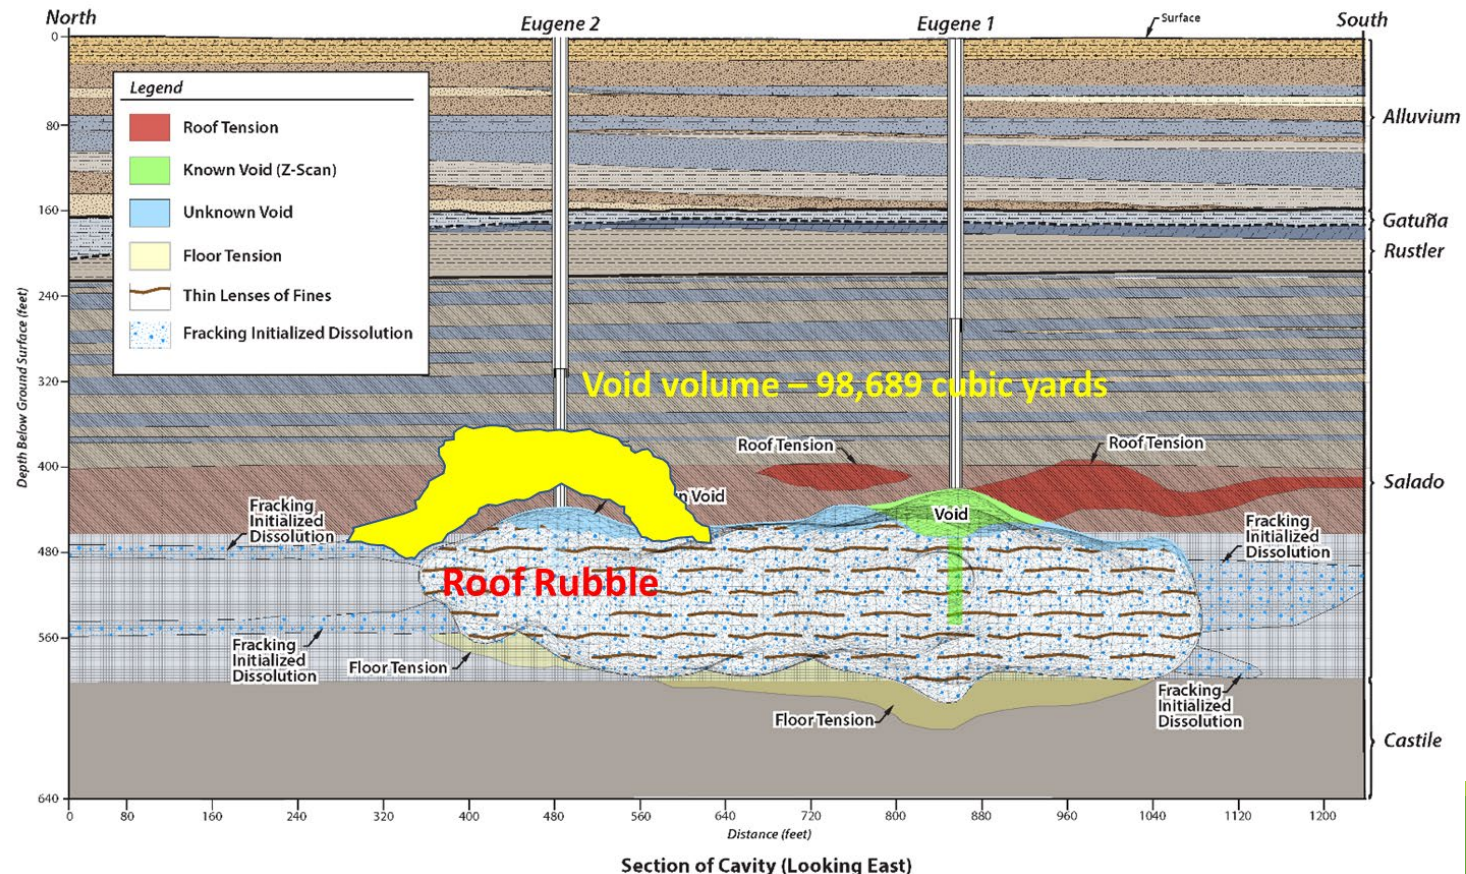 North
Eugene 2
Eugene 1
Surface
South
0
80
160
240
320
400
480
560
640
Depth Below Ground Surface (feet)
Legend
Roof Tension
Known Void (Z-Scan)
Unknown Void
Floor Tension
Thin Lenses of Fines
Fracking Initialized Dissolution
Alluvium
Gatuña
Rustler
Salado
Castile
Void volume – 98,689 cubic yards
Roof Tension
Roof Tension
Void
Void
Fracking
Initialized
Dissolution
Fracking
Initialized
Dissolution
Roof Rubble
Fracking
Initialized
Dissolution
Floor Tension
Floor Tension
Fracking
Initialized
Dissolution
0
80
160
240
320
400
480
560
640
720
800
880
960
1040
1120
1200
Distance (feet)
Section of Cavity (Looking East)